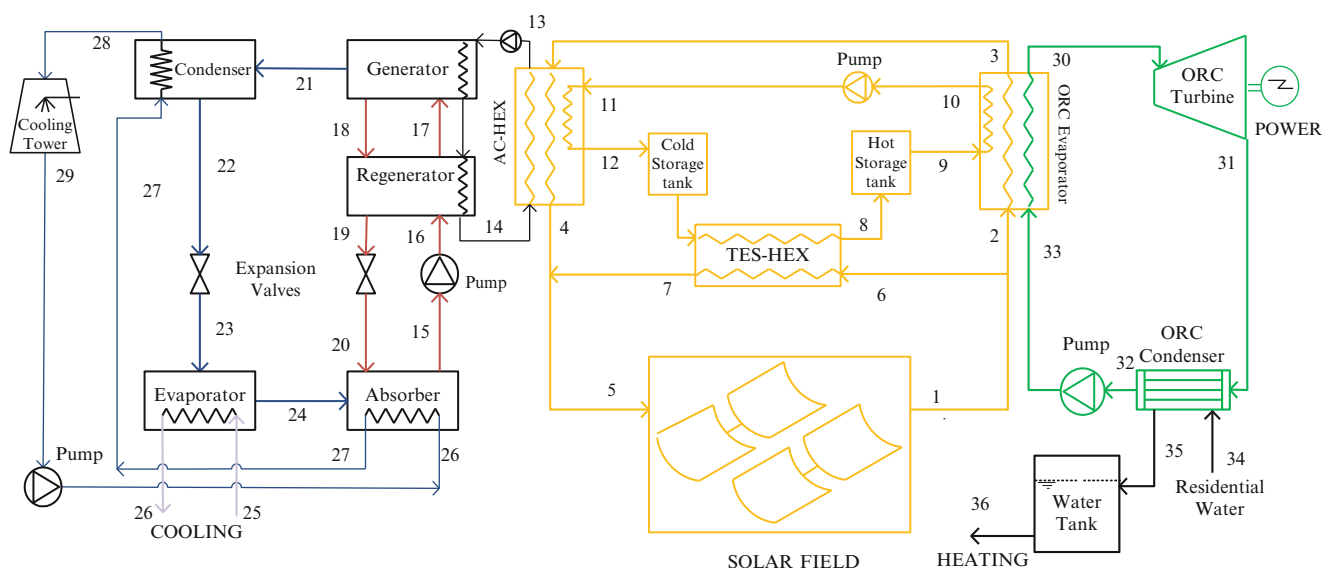 28
Condenser
21
Generator
13
3
30
Pump
ORC
Turbine
POWER
Cooling
Tower
29
27
22
18
17
AC-HEX
11
10
ORC Evaporator
12
Cold
Storage
tank
Hot
Storage
tank
9
31
Regenerator
14
4
2
33
19
16
8
TES-HEX
7
6
Expansion
Valves
Pump
23
20
15
Pump
ORC
Condenser
32
Evaporator
24
Absorber
5
1
Pump
27
26
26
25
COOLING
35
34
Residential
Water
Water
Tank
36
HEATING
SOLAR FIELD